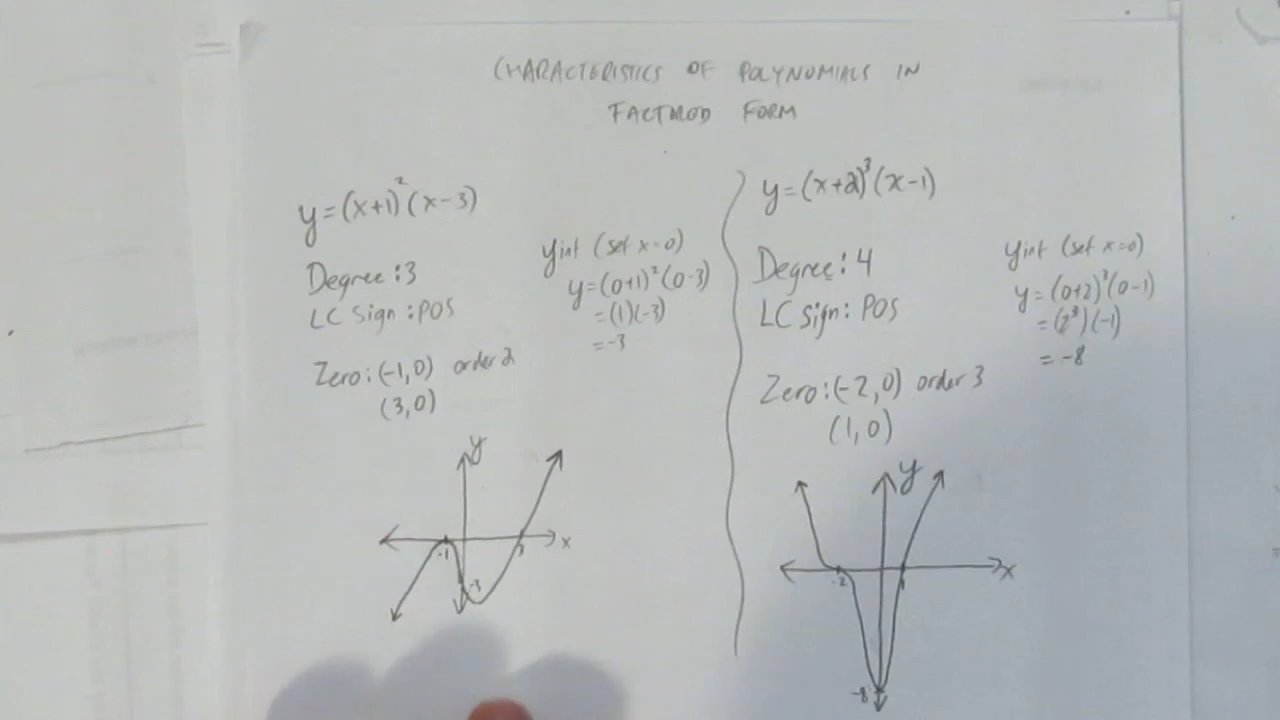 CHARACTERISTICS OF POLYNOMIALS IN
FACTORED FORM
y=(x+1)²(x-3)
Degree:3
LC Sign:POS
Zero:(-1,0) order 2
(3,0)
yint (set x=0)
y=(0+1)²(0-3)
=(1)(-3)
=-3
y
x
-1
3
-3
y=(x+2)³(x-1)
Degree:4
LC Sign: POS
Zero:(-2,0) order 3
(1,0)
yint (set x=0)
y=(0+2)³(0-1)
=(2³)(-1)
=-8
y
x
-2
1
-8